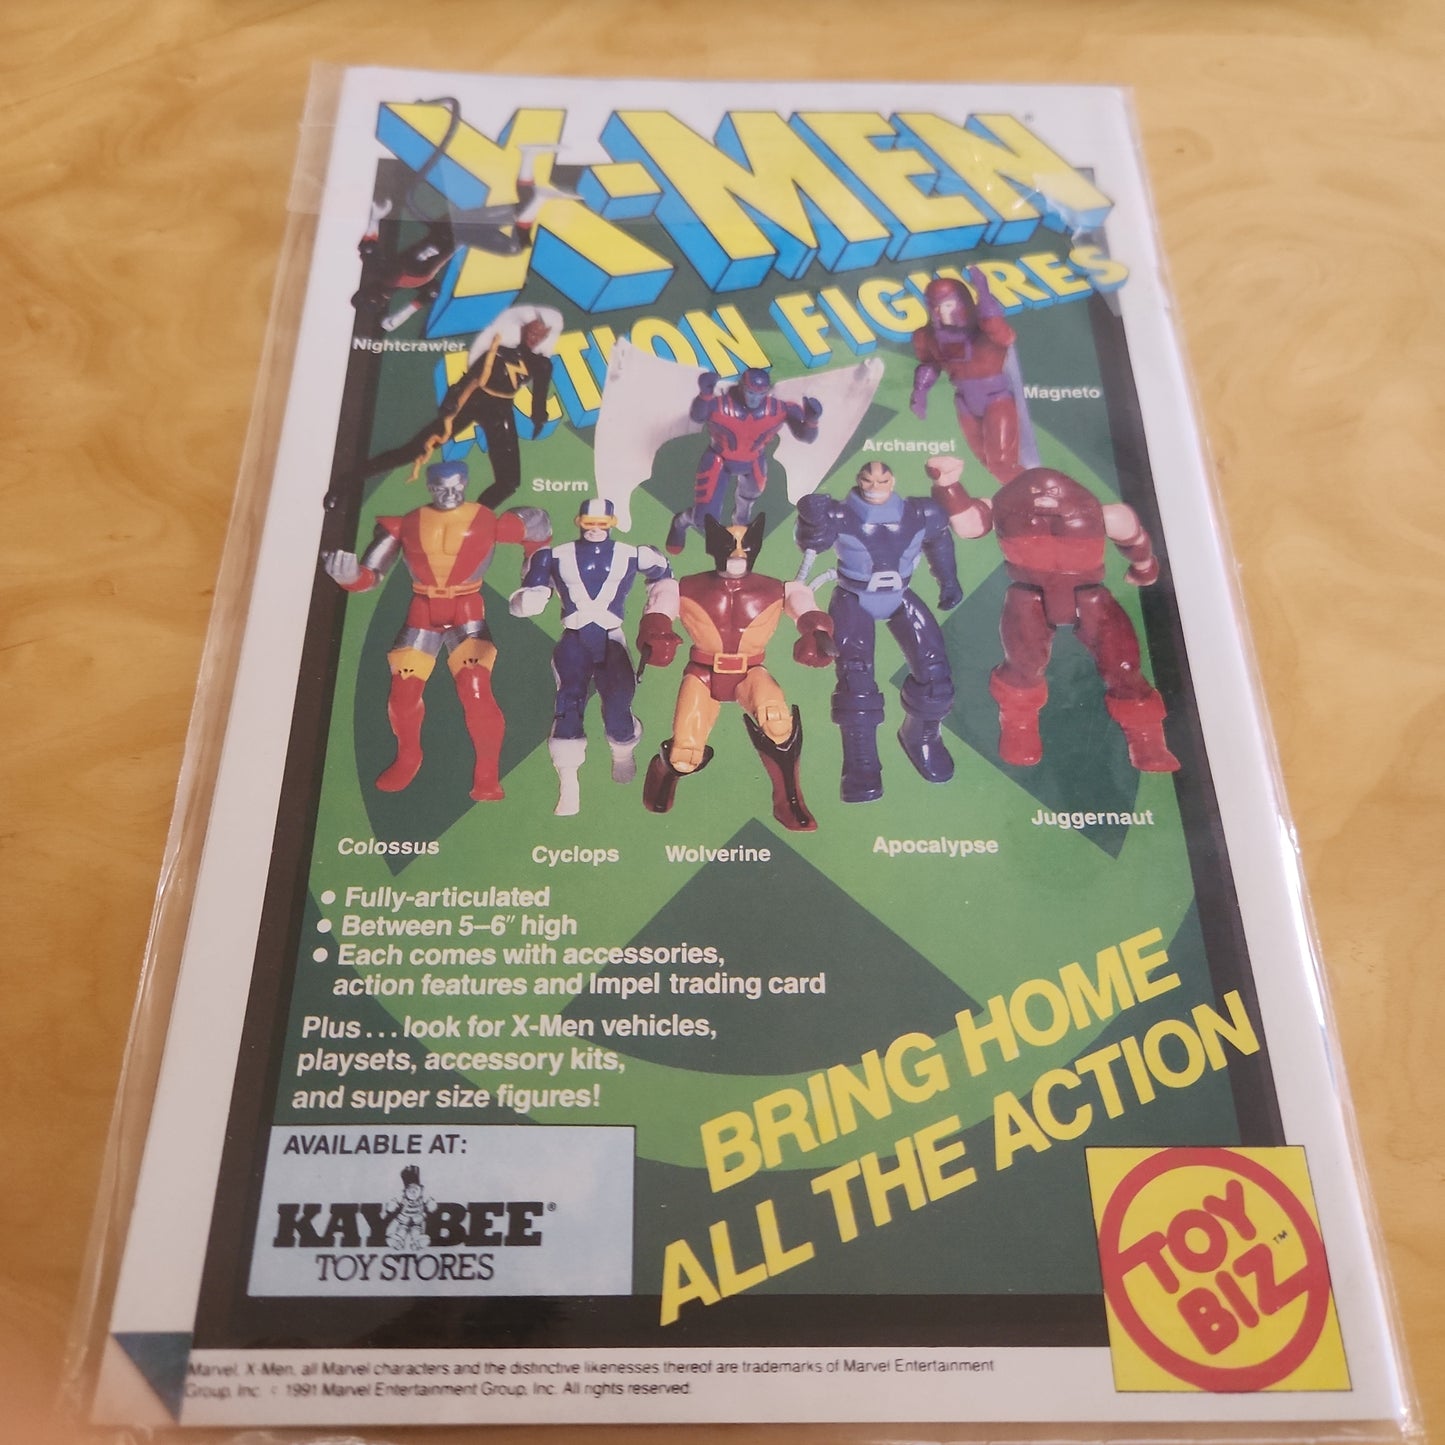 X-MEN®
ACTION FIGURES
Nightcrawler
Magneto
Archangel
Storm
N
A
Juggernaut
Colossus
Cyclops
Wolverine
Apocalypse
● Fully-articulated
● Between 5–6" high
● Each comes with accessories,
action features and Impel trading card
Plus... look for X-Men vehicles,
playsets, accessory kits,
and super size figures!
BRING HOME
ALL THE ACTION
AVAILABLE AT:
KAY BEE®
TOY STORES
TOY
BIZ™
Marvel, X-Men, all Marvel characters and the distinctive likenesses thereof are trademarks of Marvel Entertainment
Group, Inc. © 1991 Marvel Entertainment Group, Inc. All rights reserved.